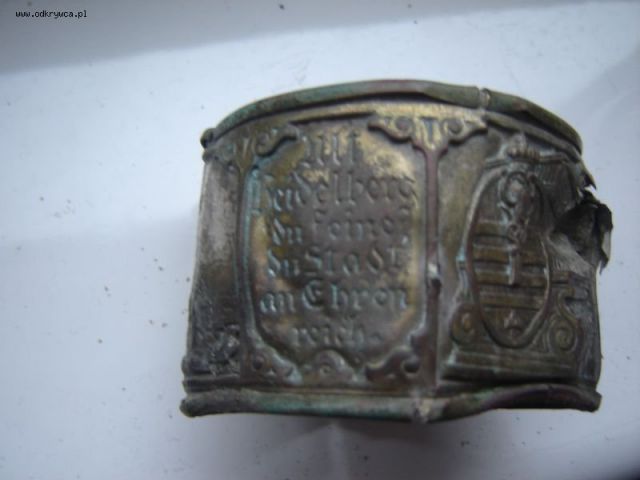 www.odkrywca.pl
Alt
Heidelberg
du feine,
du Stadt
an Ehren
reich.